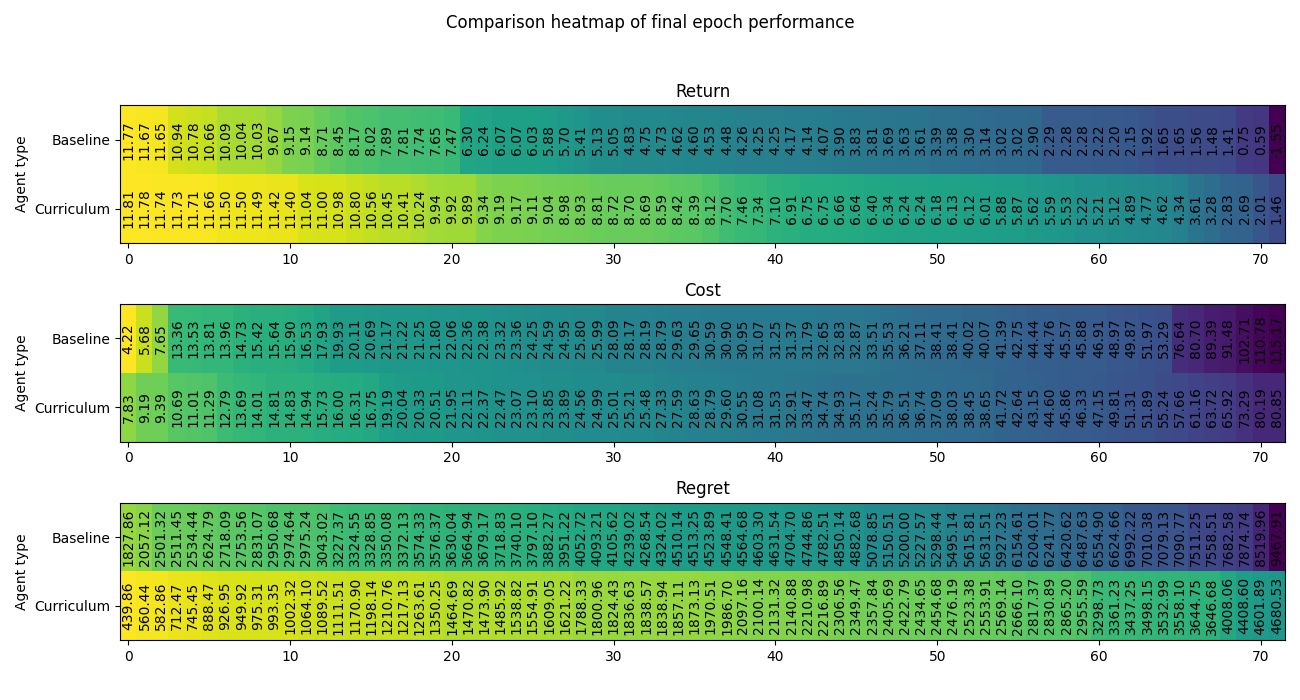 Comparison heatmap of final epoch performance
Return
Agent type
Baseline 11.77 11.67 11.65 10.94 10.78 10.66 10.09 10.04 10.03 9.67 9.15 9.14 8.71 8.45 8.17 8.02 7.89 7.81 7.74 7.65 7.47 6.30 6.24 6.07 6.07 6.03 5.88 5.70 5.41 5.13 5.05 4.83 4.75 4.73 4.62 4.60 4.53 4.48 4.26 4.25 4.25 4.17 4.14 4.07 3.90 3.81 3.69 3.63 3.61 3.39 3.38 3.30 3.14 3.02 3.02 2.90 2.29 2.28 2.28 2.22 2.20 2.15 1.92 1.65 1.65 1.56 1.48 1.41 0.75 0.59 -1.55
Curriculum 11.81 11.78 11.74 11.73 11.71 11.66 11.50 11.50 11.49 11.42 11.40 11.04 11.00 10.98 10.80 10.56 10.45 10.41 10.24 9.94 9.92 9.89 9.34 9.19 9.17 9.11 9.04 8.98 8.93 8.81 8.72 8.70 8.69 8.59 8.42 8.39 8.12 7.70 7.46 7.34 7.10 6.91 6.75 6.75 6.66 6.64 6.40 6.34 6.24 6.24 6.18 6.13 6.12 6.01 5.88 5.87 5.62 5.59 5.53 5.22 5.21 5.12 4.89 4.77 4.62 4.34 3.61 3.28 2.83 2.69 2.01 1.46
0 10 20 30 40 50 60 70
Cost
Agent type
Baseline 4.22 5.68 7.65 13.36 13.53 13.81 13.96 14.73 15.42 15.64 15.90 16.53 17.93 19.93 20.11 20.69 21.17 21.22 21.25 21.80 22.06 22.36 22.38 23.32 23.36 24.25 24.59 24.95 25.80 25.99 28.09 28.17 28.19 28.79 29.63 29.65 30.59 30.90 30.95 31.07 31.25 31.37 31.79 32.65 32.83 32.87 33.51 35.53 36.21 37.11 38.41 38.41 40.02 40.07 41.39 42.75 44.44 44.76 45.57 45.88 46.91 48.97 49.87 51.97 53.29 76.64 80.70 89.39 91.48 102.71 110.78 115.17
Curriculum 7.83 9.19 9.39 10.69 11.01 11.29 12.79 13.69 14.01 14.81 14.83 14.94 15.73 16.00 16.31 16.75 19.19 20.04 20.33 20.51 21.95 22.11 22.37 22.47 23.07 23.10 23.85 23.89 24.56 24.99 25.01 25.21 25.48 27.33 27.59 28.63 28.79 29.60 30.55 31.08 31.53 32.91 33.47 34.74 34.93 35.17 35.24 35.79 36.51 36.74 37.09 37.03 38.45 38.65 41.72 42.64 44.15 44.60 45.86 46.33 47.15 49.81 51.31 51.89 55.24 57.66 61.16 63.72 65.92 77.29 80.19 80.85
0 10 20 30 40 50 60 70
Regret
Agent type
Baseline 1827.86 2057.12 2501.32 2511.45 2534.44 2624.79 2718.09 2753.56 2831.07 2950.68 2974.64 2975.24 3043.02 3227.37 3324.55 3328.85 3350.08 3372.13 3574.33 3576.37 3630.04 3664.94 3679.17 3718.83 3740.10 3797.10 3882.27 3951.22 4052.72 4093.21 4105.62 4239.02 4268.54 4324.02 4510.14 4513.25 4523.89 4548.41 4560.68 4603.30 4631.54 4704.70 4744.86 4782.51 4850.14 4882.68 5078.85 5150.51 5200.00 5227.57 5298.44 5495.14 5615.81 5631.51 5927.23 6154.61 6204.01 6241.77 6420.62 6487.63 6554.90 6624.66 6992.22 7010.38 7070.13 7090.77 7511.25 7558.51 7682.58 7874.74 8519.98 9467.91
Curriculum 439.86 560.44 582.86 712.47 745.45 888.47 926.95 949.92 975.31 993.35 1002.32 1064.10 1089.52 1111.51 1170.90 1198.14 1210.76 1217.13 1263.65 1350.25 1464.69 1470.82 1473.90 1485.92 1538.82 1554.91 1609.05 1621.22 1788.33 1800.96 1824.43 1836.63 1838.57 1838.94 1857.11 1873.13 1970.51 1986.70 2097.16 2100.14 2131.32 2140.88 2210.98 2216.89 2306.56 2349.47 2357.84 2405.69 2422.79 2434.65 2454.68 2476.19 2523.38 2553.91 2569.14 2666.10 2817.37 2830.89 2865.20 2955.59 3298.73 3361.23 3437.25 3498.14 3532.91 3558.10 3644.75 3646.68 4008.08 4408.60 4601.89 4680.55
0 10 20 30 40 50 60 70